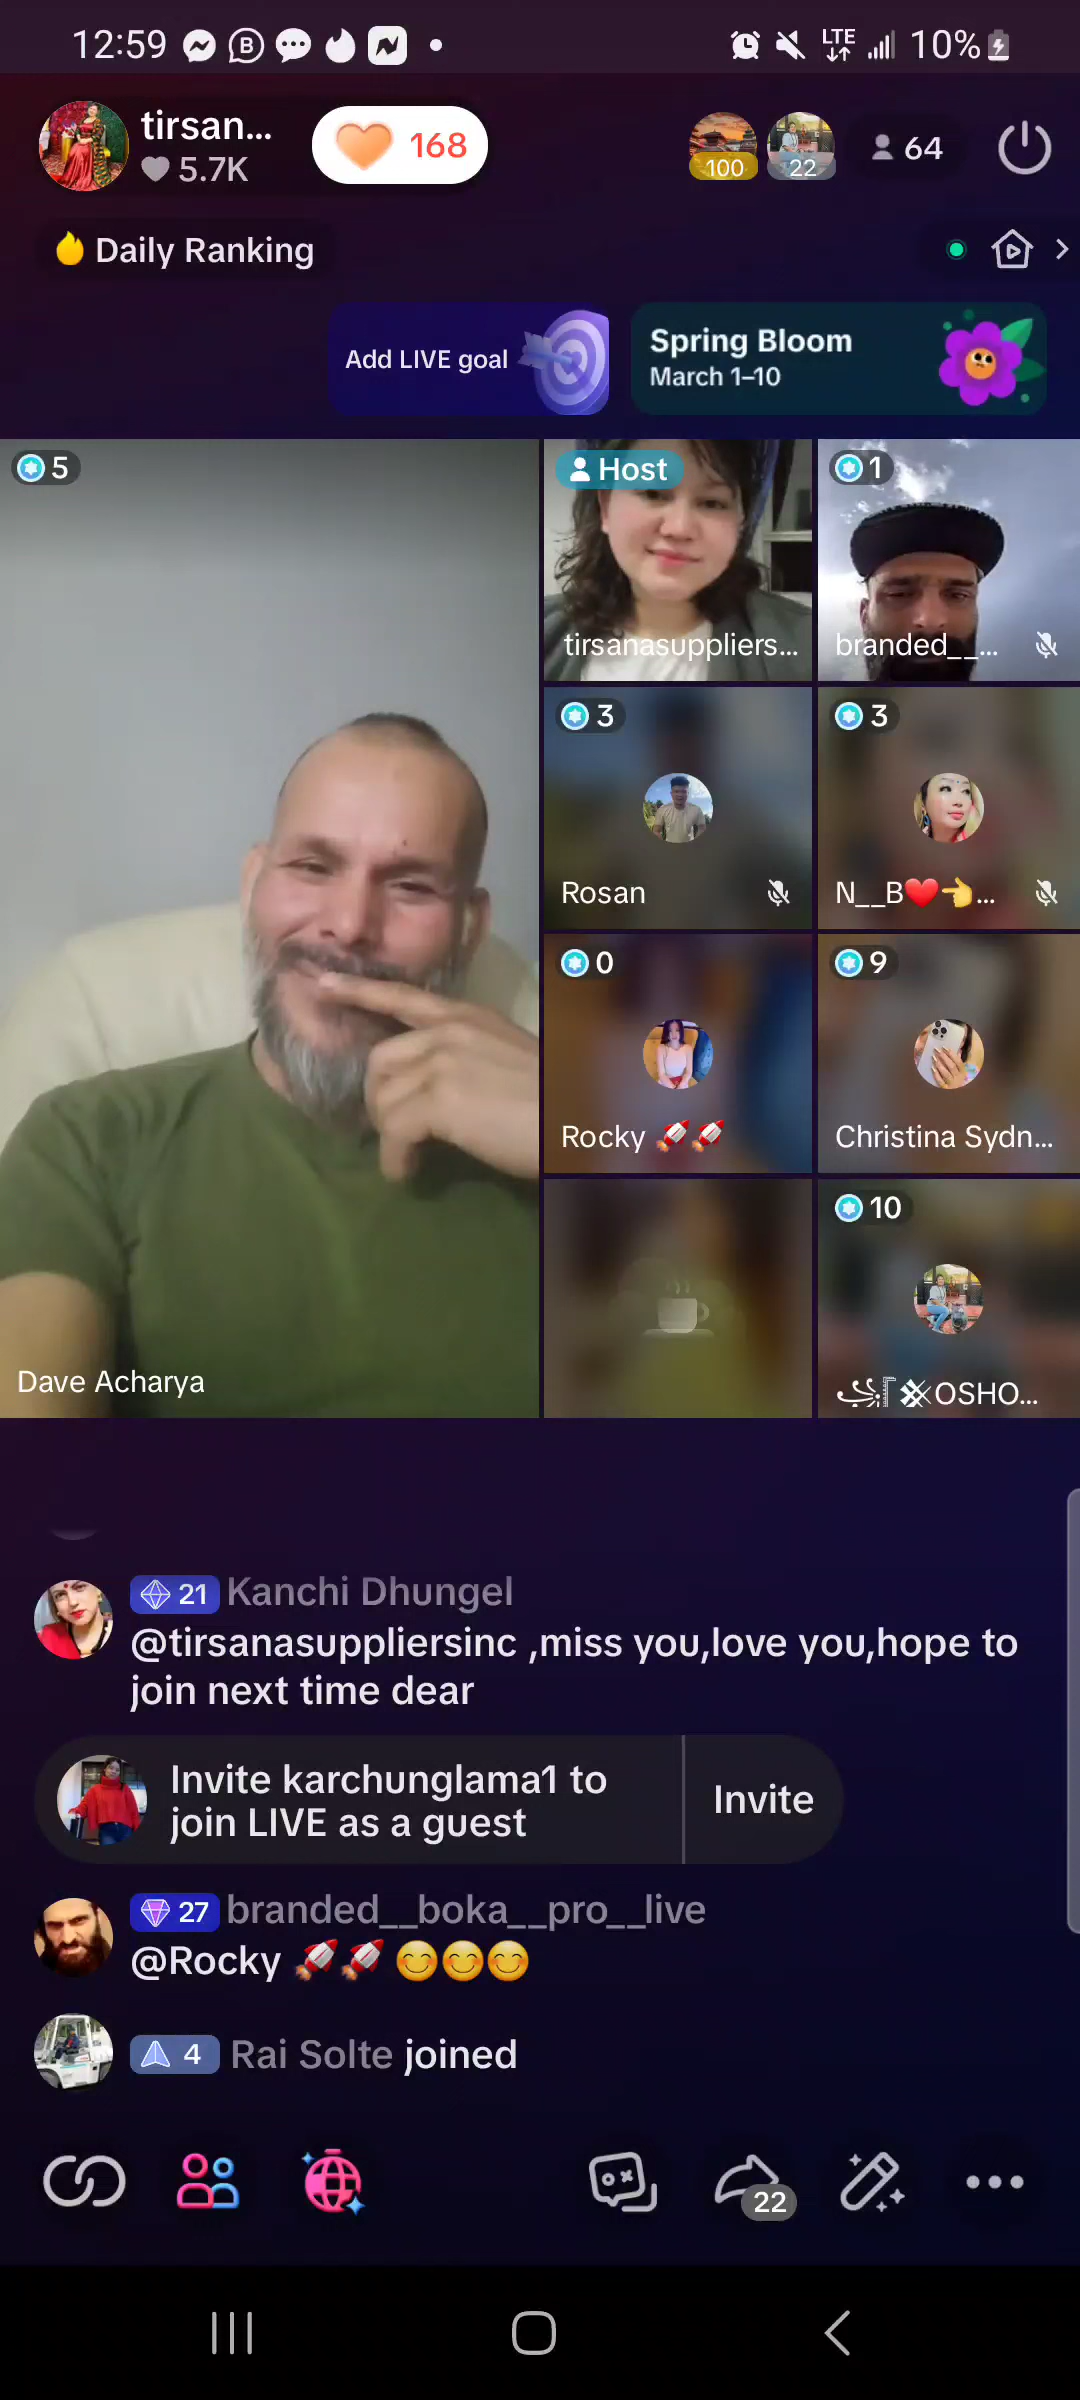 12:59
LTE
10%
tirsan...
5.7K
168
100
22
64
Daily Ranking
Add LIVE goal
Spring Bloom
March 1–10
5
Host
1
tirsanasuppliers...
branded__...
3
3
Rosan
N__B❤️👈...
0
9
Rocky 🚀🚀
Christina Sydn...
10
Dave Acharya
OSHO...
21 Kanchi Dhungel
@tirsanasuppliersinc ,miss you,love you,hope to
join next time dear
Invite karchunglama1 to
join LIVE as a guest
Invite
27 branded__boka__pro__live
@Rocky 🚀🚀 😊😊😊
4 Rai Solte joined
22